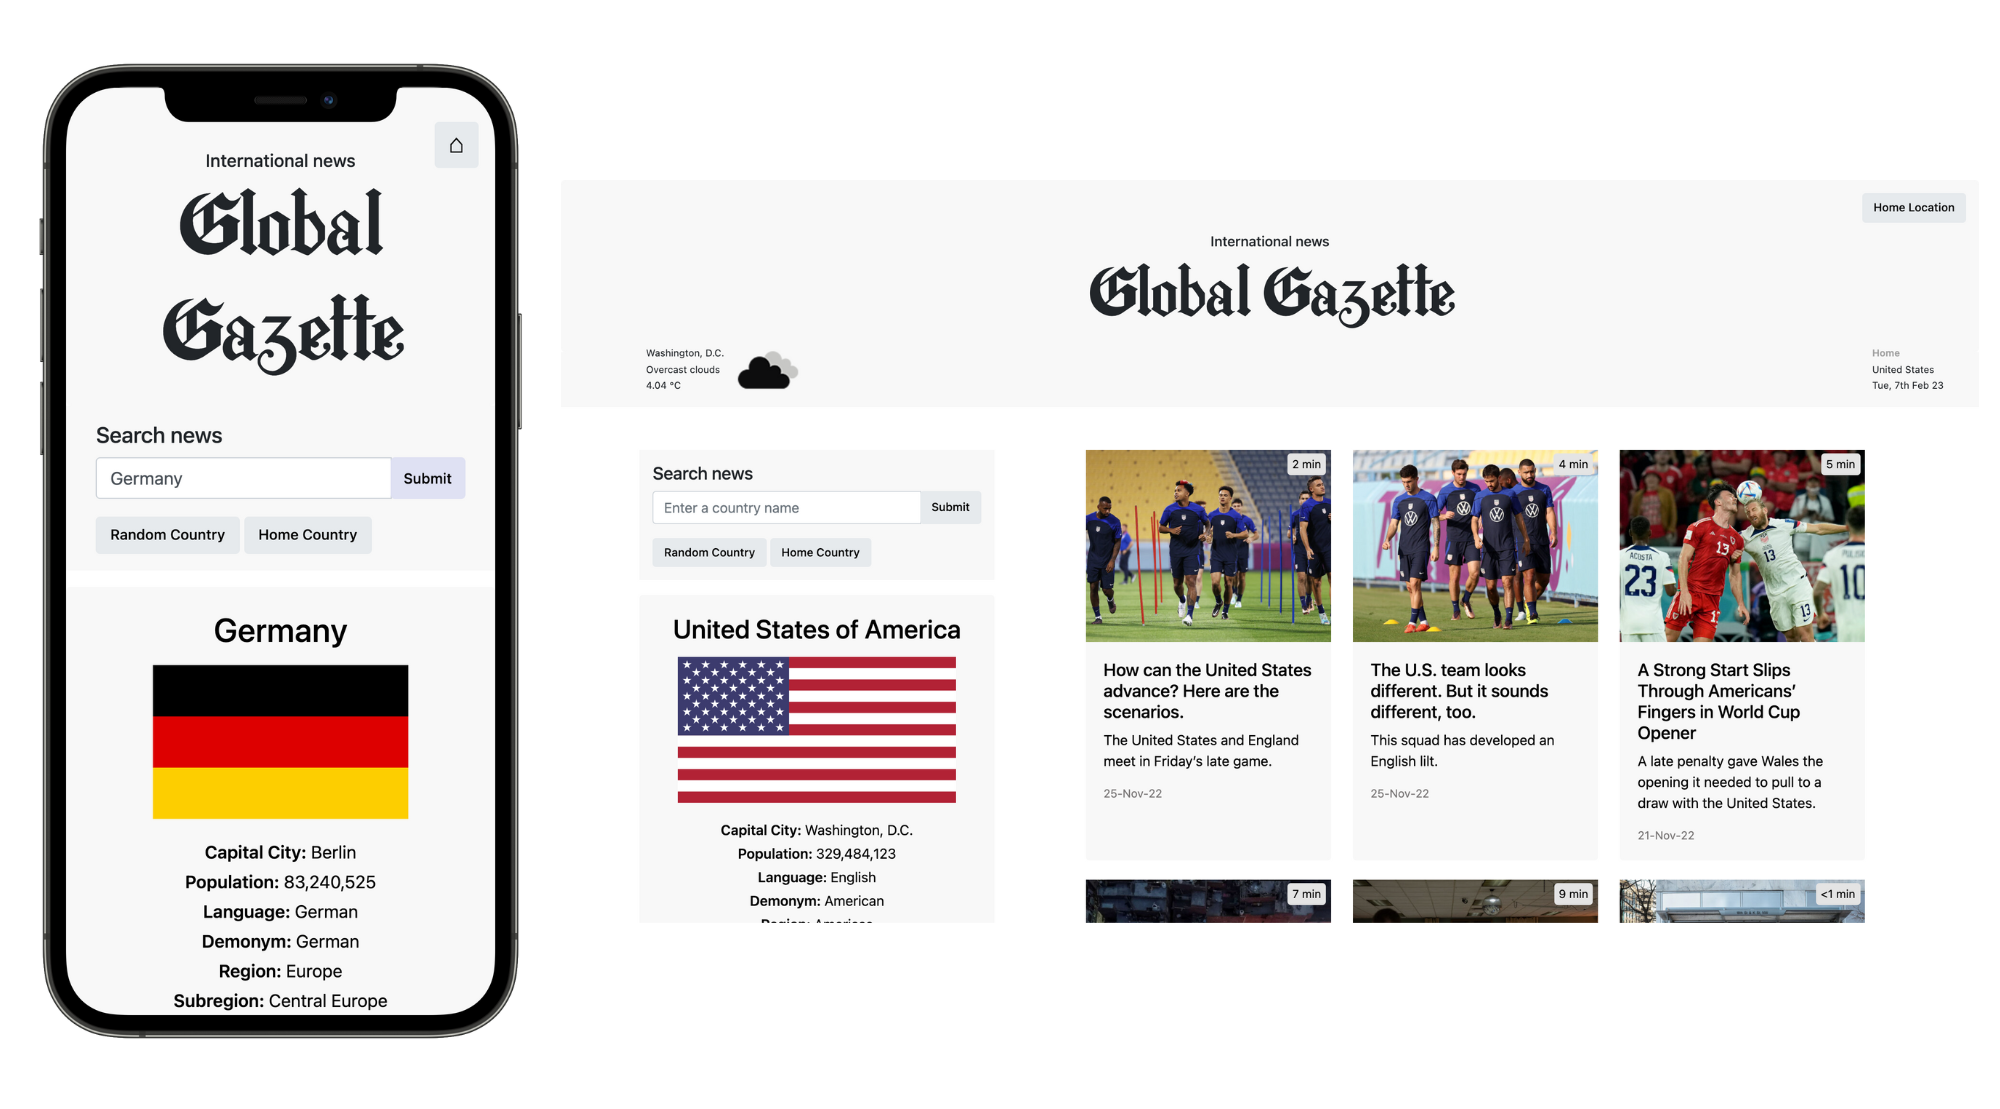 International news
Global
Gazette
Search news
Germany
Submit
Random Country
Home Country
Germany
Capital City: Berlin
Population: 83,240,525
Language: German
Demonym: German
Region: Europe
Subregion: Central Europe
Home Location
International news
Global Gazette
Washington, D.C.
Overcast clouds
4.04 °C
Home
United States
Tue, 7th Feb 23
Search news
Enter a country name
Submit
Random Country
Home Country
United States of America
Capital City: Washington, D.C.
Population: 329,484,123
Language: English
Demonym: American
Region: Americas
2 min
How can the United States
advance? Here are the
scenarios.
The United States and England
meet in Friday’s late game.
25-Nov-22
4 min
The U.S. team looks
different. But it sounds
different, too.
This squad has developed an
English lilt.
25-Nov-22
5 min
ACOSTA
23
13
13
13
10
A Strong Start Slips
Through Americans’
Fingers in World Cup
Opener
A late penalty gave Wales the
opening it needed to pull to a
draw with the United States.
21-Nov-22
7 min
9 min
<1 min